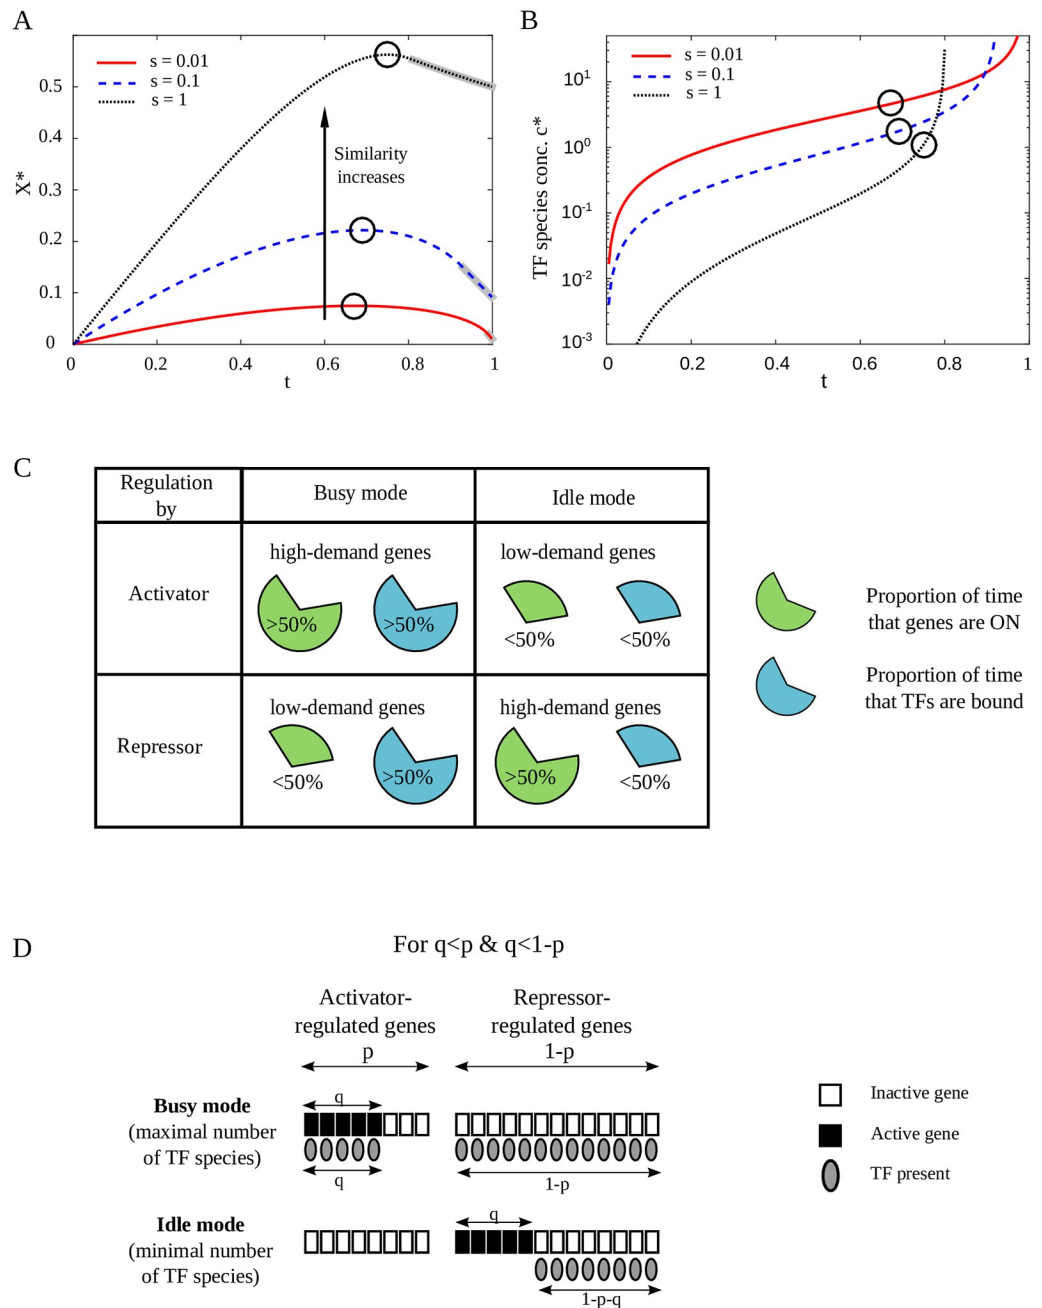 A
s = 0.01
s = 0.1
s = 1
0.5
0.4
0.3
0.2
0.1
0
X*
Similarity
increases
0
0.2
0.4
0.6
0.8
1
t
B
s = 0.01
s = 0.1
s = 1
10^1
10^0
10^-1
10^-2
10^-3
TF species conc. c*
0
0.2
0.4
0.6
0.8
1
t
C
Regulation
by
Busy mode
Idle mode
Activator
high-demand genes
>50%
>50%
low-demand genes
<50%
<50%
Repressor
low-demand genes
<50%
>50%
high-demand genes
>50%
<50%
Proportion of time
that genes are ON
Proportion of time
that TFs are bound
D
For q<p & q<1-p
Activator-
regulated genes
p
Repressor-
regulated genes
1-p
Busy mode
(maximal number
of TF species)
q
q
1-p
Idle mode
(minimal number
of TF species)
q
1-p-q
Inactive gene
Active gene
TF present